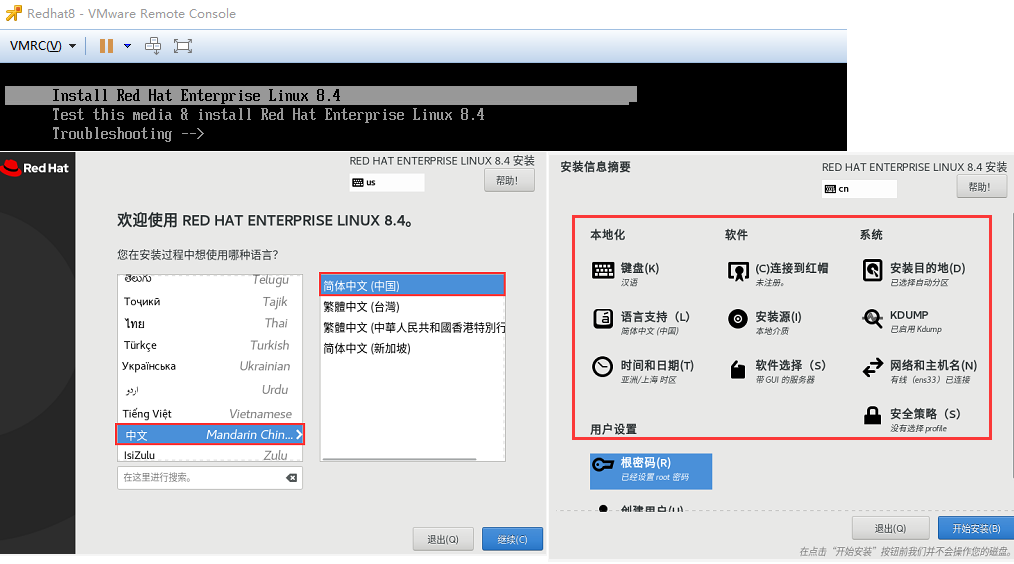 Redhat8 - VMware Remote Console
VMRC(V)
Install Red Hat Enterprise Linux 8.4
Test this media & install Red Hat Enterprise Linux 8.4
Troubleshooting -->
Red Hat
RED HAT ENTERPRISE LINUX 8.4 安装
us
帮助!
欢迎使用 RED HAT ENTERPRISE LINUX 8.4。
您在安装过程中想使用哪种语言?
తెలుగు Telugu
Тоҷикӣ Tajik
ไทย Thai
Türkçe Turkish
Українська Ukrainian
اردو Urdu
Tiếng Việt Vietnamese
中文 Mandarin Chin...
IsiZulu Zulu
在这里进行搜索。
简体中文 (中国)
繁體中文 (台灣)
繁體中文 (中華人民共和國香港特別行
简体中文 (新加坡)
退出(Q)
继续(C)
安装信息摘要
RED HAT ENTERPRISE LINUX 8.4 安装
cn
帮助!
本地化
键盘(K)
汉语
语言支持（L）
简体中文 (中国)
时间和日期(T)
亚洲/上海 时区
软件
(C)连接到红帽
未注册。
安装源(I)
本地介质
软件选择（S）
带 GUI 的服务器
系统
安装目的地(D)
已选择自动分区
KDUMP
已启用 Kdump
网络和主机名(N)
有线（ens33）已连接
安全策略（S）
没有选择 profile
用户设置
根密码(R)
已经设置 root 密码
创建用户(U)
退出(Q)
开始安装(B)
在点击“开始安装”按钮前我们并不会操作您的磁盘。